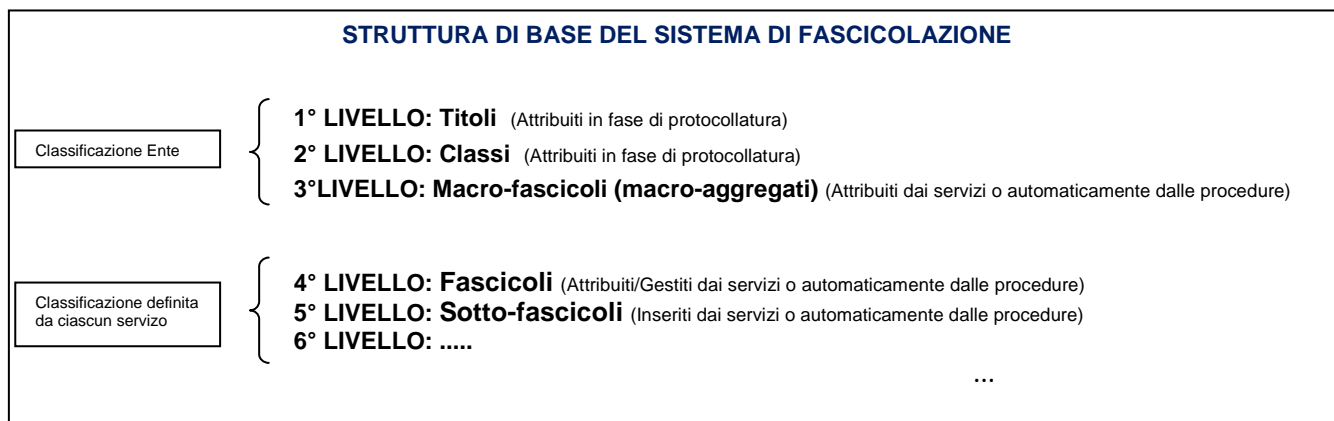 STRUTTURA DI BASE DEL SISTEMA DI FASCICOLAZIONE
Classificazione Ente
1° LIVELLO: Titoli (Attribuiti in fase di protocollatura)
2° LIVELLO: Classi (Attribuiti in fase di protocollatura)
3°LIVELLO: Macro-fascicoli (macro-aggregati) (Attribuiti dai servizi o automaticamente dalle procedure)
Classificazione definita
da ciascun servizo
4° LIVELLO: Fascicoli (Attribuiti/Gestiti dai servizi o automaticamente dalle procedure)
5° LIVELLO: Sotto-fascicoli (Inseriti dai servizi o automaticamente dalle procedure)
6° LIVELLO: .....
...